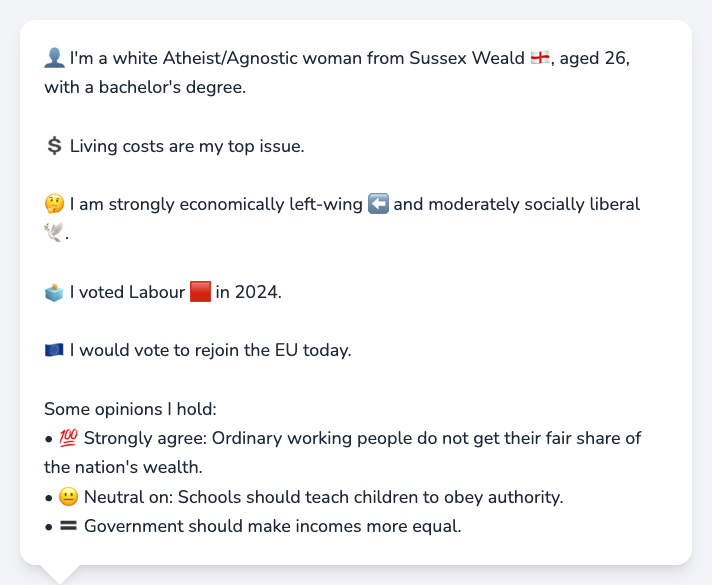 👤 I'm a white Atheist/Agnostic woman from Sussex Weald 🏴󠁧󠁢󠁥󠁮󠁧󠁿, aged 26,
with a bachelor's degree.
💲 Living costs are my top issue.
🤔 I am strongly economically left-wing ⬅️ and moderately socially liberal
🕊️.
🗳️ I voted Labour 🟥 in 2024.
🇪🇺 I would vote to rejoin the EU today.
Some opinions I hold:
• 💯 Strongly agree: Ordinary working people do not get their fair share of
the nation's wealth.
• 😐 Neutral on: Schools should teach children to obey authority.
• 🟰 Government should make incomes more equal.